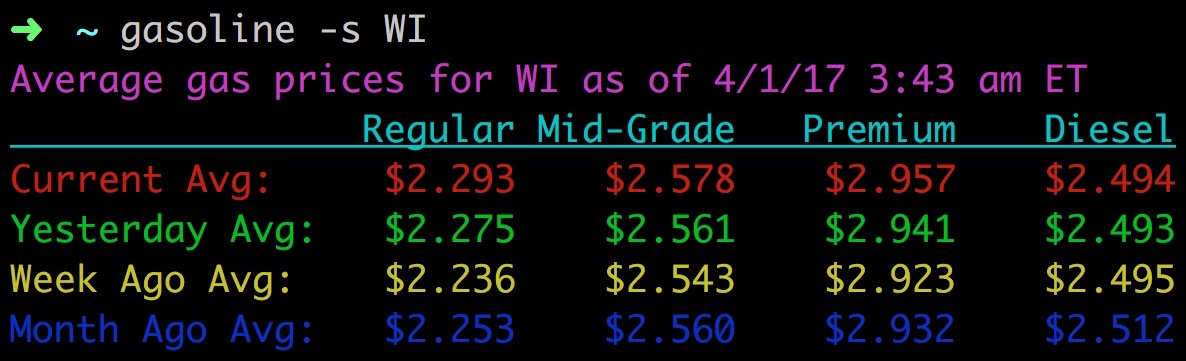 ➜ ~ gasoline -s WI
Average gas prices for WI as of 4/1/17 3:43 am ET
Regular Mid-Grade Premium Diesel
Current Avg: $2.293 $2.578 $2.957 $2.494
Yesterday Avg: $2.275 $2.561 $2.941 $2.493
Week Ago Avg: $2.236 $2.543 $2.923 $2.495
Month Ago Avg: $2.253 $2.560 $2.932 $2.512